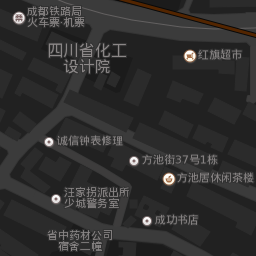 成都铁路局
火车票·机票
四川省化工
设计院
红旗超市
诚信钟表修理
方池街37号1栋
方池居休闲茶楼
汪家拐派出所
少城警务室
成功书店
省中药材公司
宿舍二幢